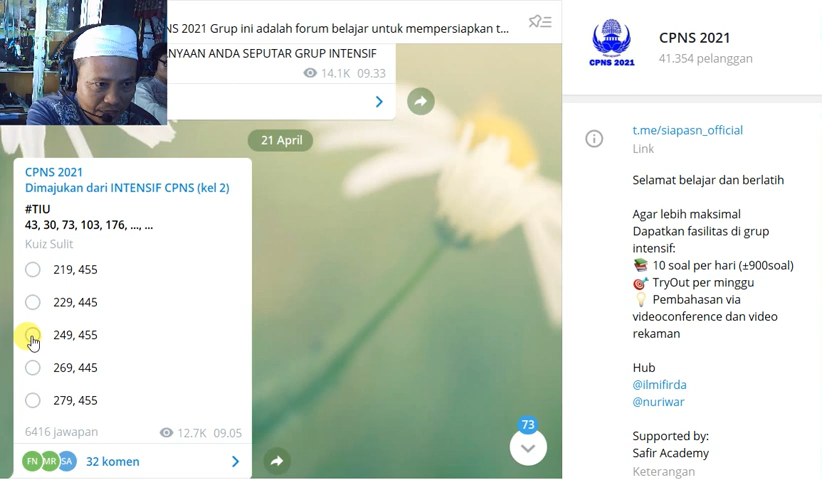 NS 2021 Grup ini adalah forum belajar untuk mempersiapkan t...
NYAAN ANDA SEPUTAR GRUP INTENSIF
14.1K 09.33
21 April
CPNS 2021
Dimajukan dari INTENSIF CPNS (kel 2)
#TIU
43, 30, 73, 103, 176, ..., ...
Kuiz Sulit
219, 455
229, 445
249, 455
269, 445
279, 455
6416 jawapan
12.7K 09.05
FN MR SA 32 komen
73
CPNS 2021
CPNS 2021
41.354 pelanggan
t.me/siapasn_official
Link
Selamat belajar dan berlatih
Agar lebih maksimal
Dapatkan fasilitas di grup
intensif:
10 soal per hari (±900soal)
TryOut per minggu
Pembahasan via
videoconference dan video
rekaman
Hub
@ilmifirda
@nuriwar
Supported by:
Safir Academy
Keterangan